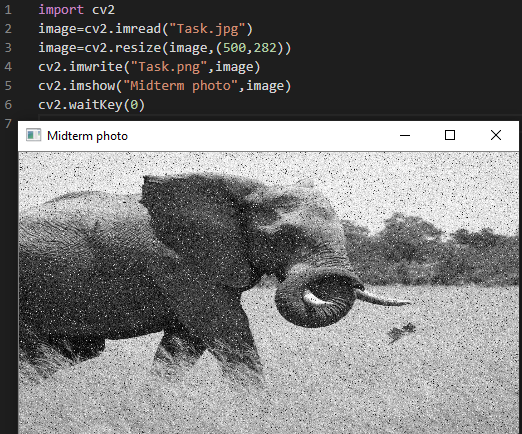 1 import cv2
2 image=cv2.imread("Task.jpg")
3 image=cv2.resize(image,(500,282))
4 cv2.imwrite("Task.png",image)
5 cv2.imshow("Midterm photo",image)
6 cv2.waitKey(0)
7
Midterm photo